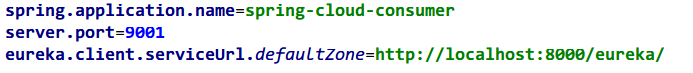 spring.application.name=spring-cloud-consumer
server.port=9001
eureka.client.serviceUrl.defaultZone=http://localhost:8000/eureka/